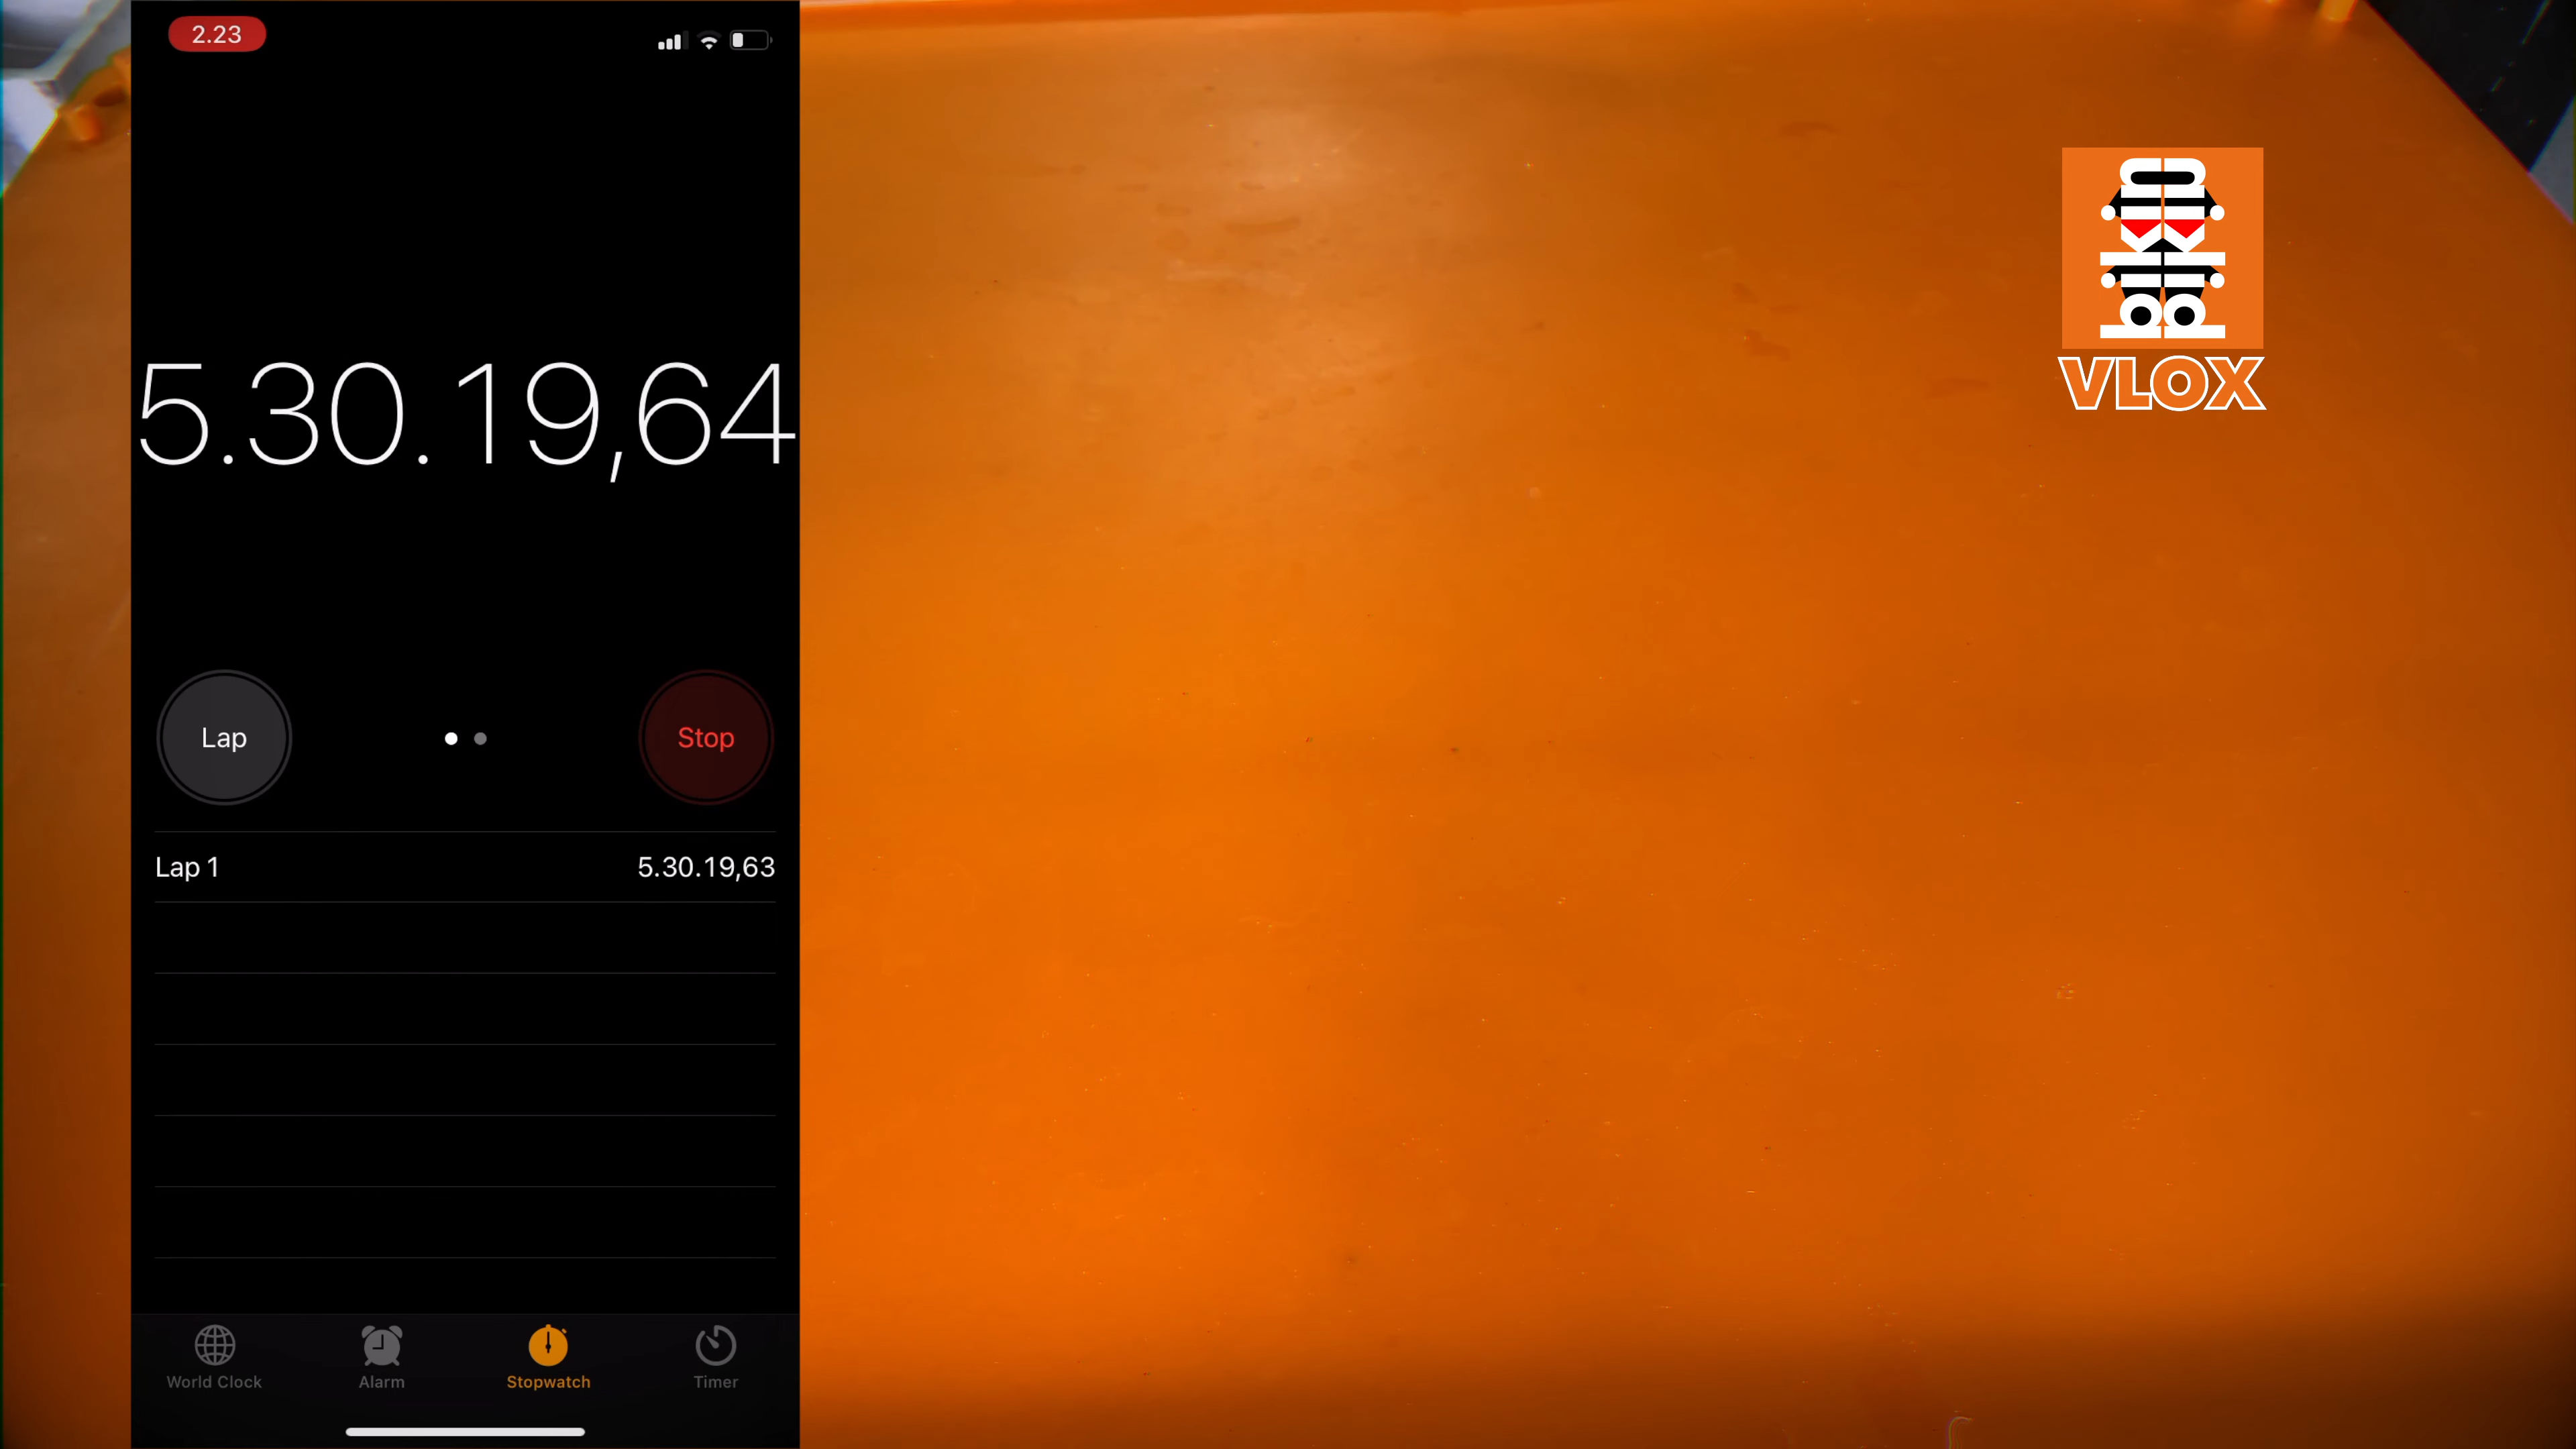 2.23
5.30.19,64
Lap
Stop
Lap 1
5.30.19,63
World Clock
Alarm
Stopwatch
Timer
VLOX